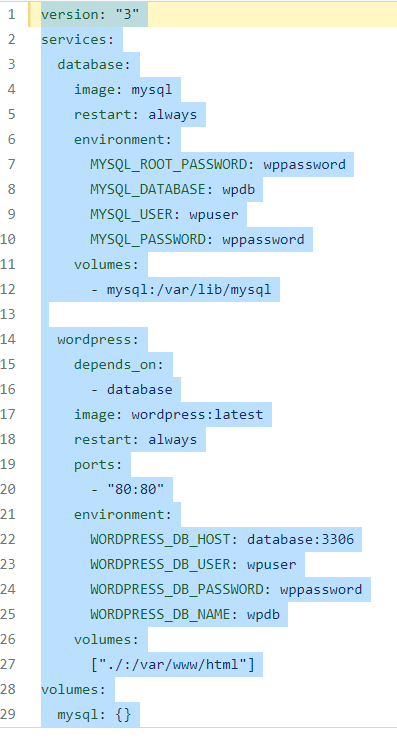 1 version: "3"
2 services:
3   database:
4     image: mysql
5     restart: always
6     environment:
7       MYSQL_ROOT_PASSWORD: wppassword
8       MYSQL_DATABASE: wpdb
9       MYSQL_USER: wpuser
10       MYSQL_PASSWORD: wppassword
11     volumes:
12       - mysql:/var/lib/mysql
13
14   wordpress:
15     depends_on:
16       - database
17     image: wordpress:latest
18     restart: always
19     ports:
20       - "80:80"
21     environment:
22       WORDPRESS_DB_HOST: database:3306
23       WORDPRESS_DB_USER: wpuser
24       WORDPRESS_DB_PASSWORD: wppassword
25       WORDPRESS_DB_NAME: wpdb
26     volumes:
27       ["./:/var/www/html"]
28 volumes:
29   mysql: {}